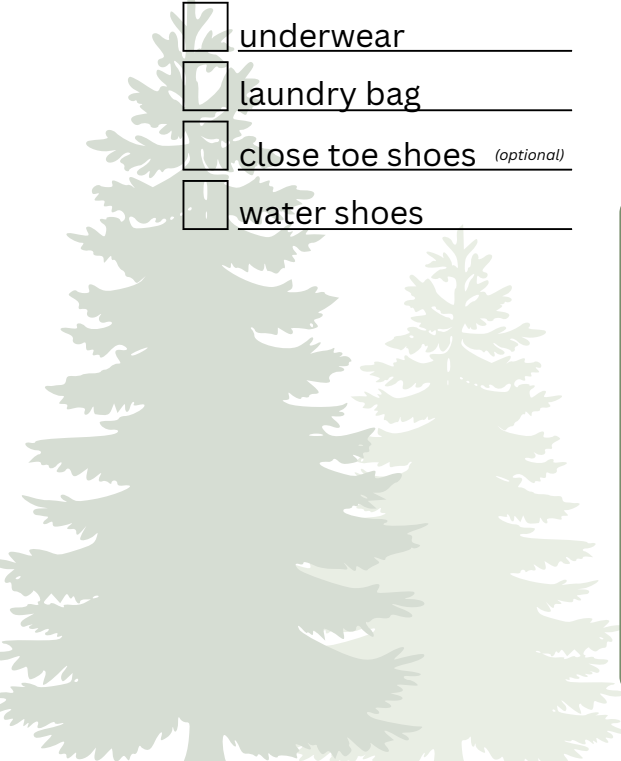 underwear
laundry bag
close toe shoes (optional)
water shoes